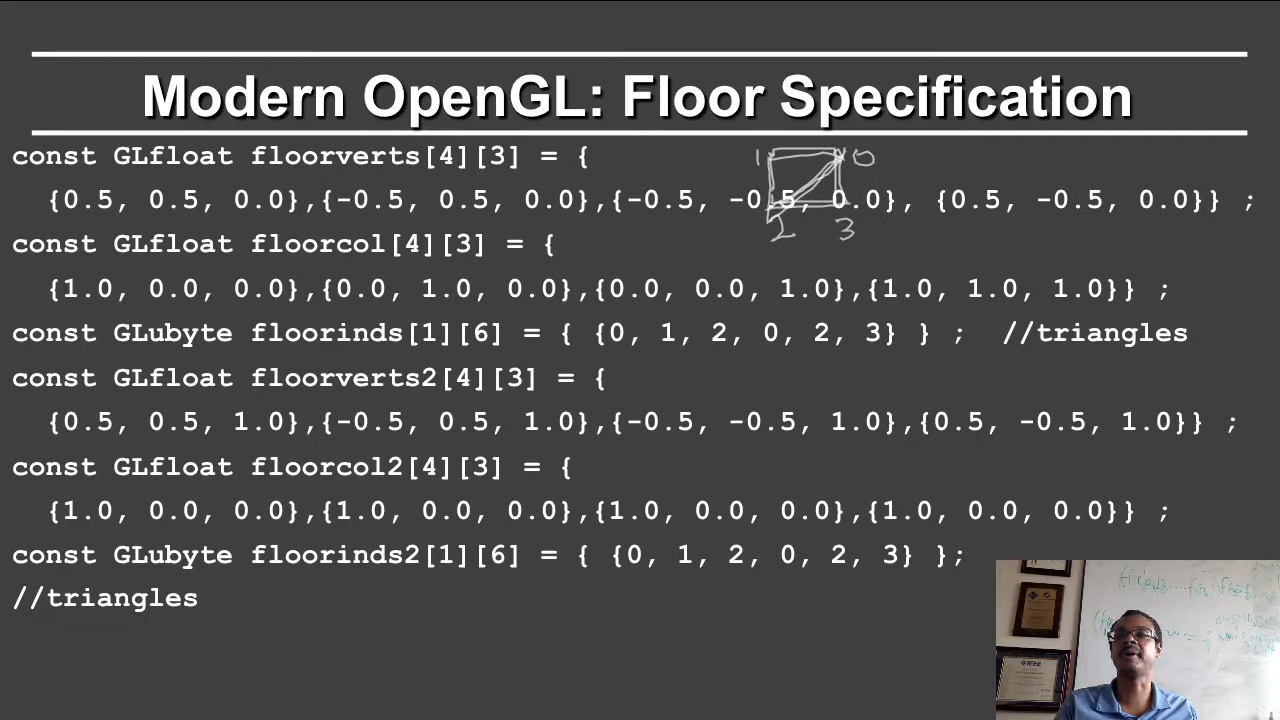 Modern OpenGL: Floor Specification
const GLfloat floorverts[4][3] = {
1 0
{0.5, 0.5, 0.0},{-0.5, 0.5, 0.0},{-0.5, -0.5, 0.0}, {0.5, -0.5, 0.0}} ;
2 3
const GLfloat floorcol[4][3] = {
{1.0, 0.0, 0.0},{0.0, 1.0, 0.0},{0.0, 0.0, 1.0},{1.0, 1.0, 1.0}} ;
const GLubyte floorinds[1][6] = { {0, 1, 2, 0, 2, 3} } ; //triangles
const GLfloat floorverts2[4][3] = {
{0.5, 0.5, 1.0},{-0.5, 0.5, 1.0},{-0.5, -0.5, 1.0},{0.5, -0.5, 1.0}} ;
const GLfloat floorcol2[4][3] = {
{1.0, 0.0, 0.0},{1.0, 0.0, 0.0},{1.0, 0.0, 0.0},{1.0, 0.0, 0.0}} ;
const GLubyte floorinds2[1][6] = { {0, 1, 2, 0, 2, 3} };
//triangles
IEEE